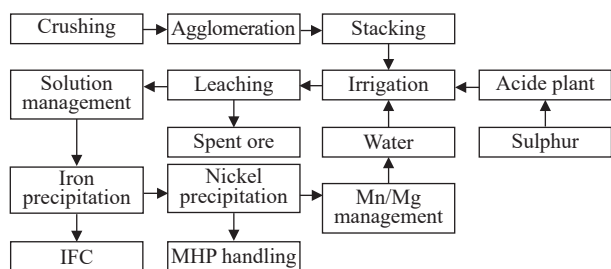 Crushing
Agglomeration
Stacking
Solution
management
Leaching
Irrigation
Acide plant
Spent ore
Water
Sulphur
Iron
precipitation
Nickel
precipitation
Mn/Mg
management
IFC
MHP handling